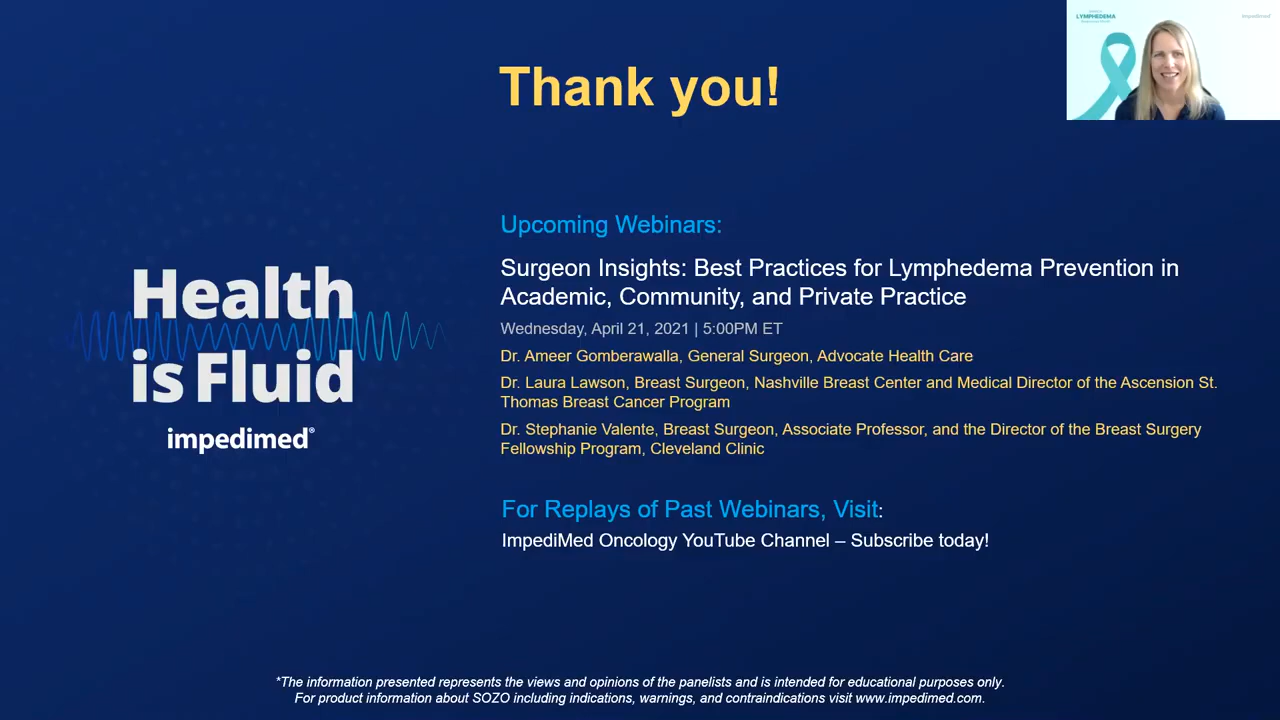 LYMPHEDEMA
impedimed
Thank you!
Upcoming Webinars:
Surgeon Insights: Best Practices for Lymphedema Prevention in
Academic, Community, and Private Practice
Wednesday, April 21, 2021 | 5:00PM ET
Dr. Ameer Gomberawalla, General Surgeon, Advocate Health Care
Dr. Laura Lawson, Breast Surgeon, Nashville Breast Center and Medical Director of the Ascension St.
Thomas Breast Cancer Program
Dr. Stephanie Valente, Breast Surgeon, Associate Professor, and the Director of the Breast Surgery
Fellowship Program, Cleveland Clinic
Health
is Fluid
impedimed®
For Replays of Past Webinars, Visit:
ImpediMed Oncology YouTube Channel – Subscribe today!
*The information presented represents the views and opinions of the panelists and is intended for educational purposes only.
For product information about SOZO including indications, warnings, and contraindications visit www.impedimed.com.